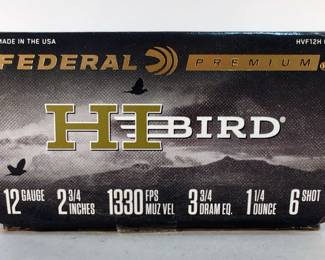 MADE IN THE USA HVF12H
FEDERAL PREMIUM
HI BIRD
12 GAUGE 2 3/4 INCHES 1330 FPS MUZ VEL 3 3/4 DRAM EQ. 1 1/4 OUNCE 6 SHOT